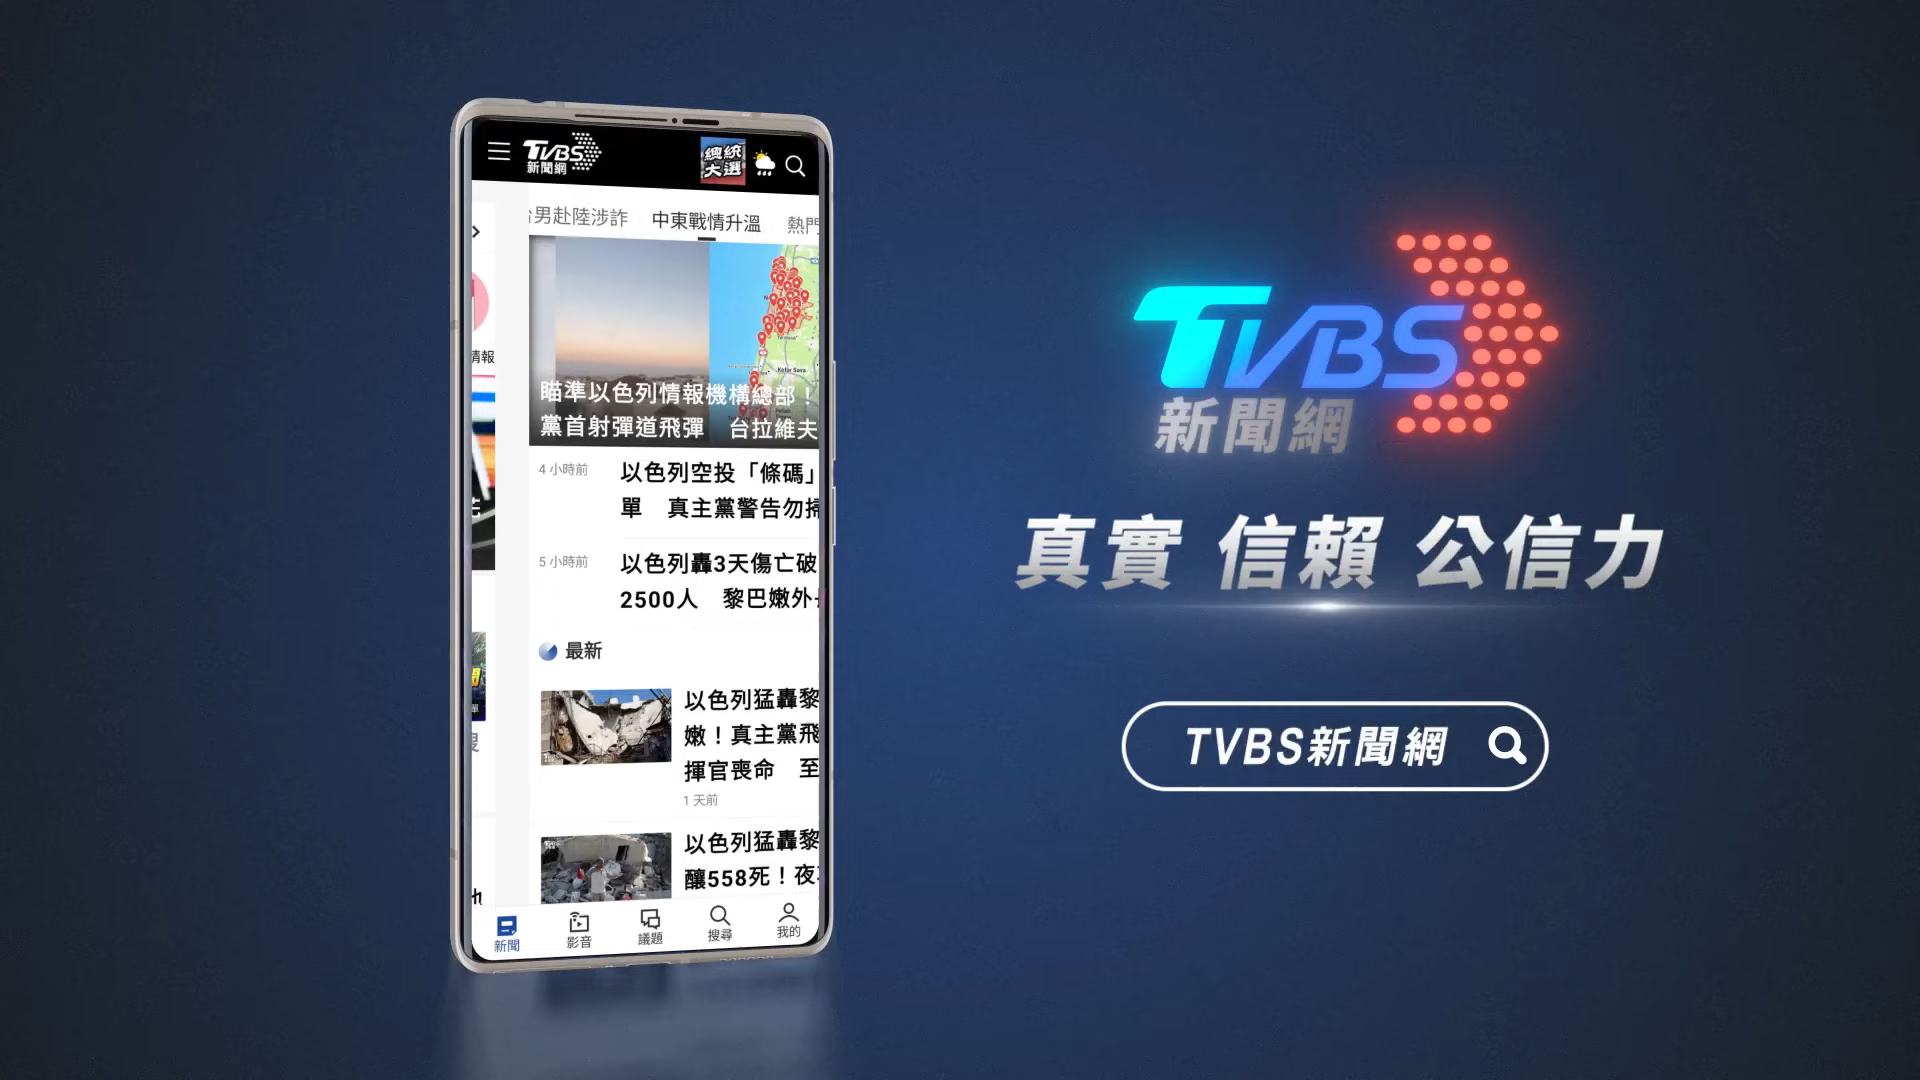 TVBS
新聞網
總統
大選
男赴陸涉詐
中東戰情升溫
熱門
情報
瞄準以色列情報機構總部！
黨首射彈道飛彈 台拉維夫
4 小時前
以色列空投「條碼」
單 真主黨警告勿掃
5 小時前
以色列轟3天傷亡破
2500人 黎巴嫩外長
最新
以色列猛轟黎
嫩！真主黨飛
揮官喪命 至
1 天前
以色列猛轟黎
釀558死！夜
新聞
影音
議題
搜尋
我的
TVBS
新聞網
真實 信賴 公信力
TVBS新聞網